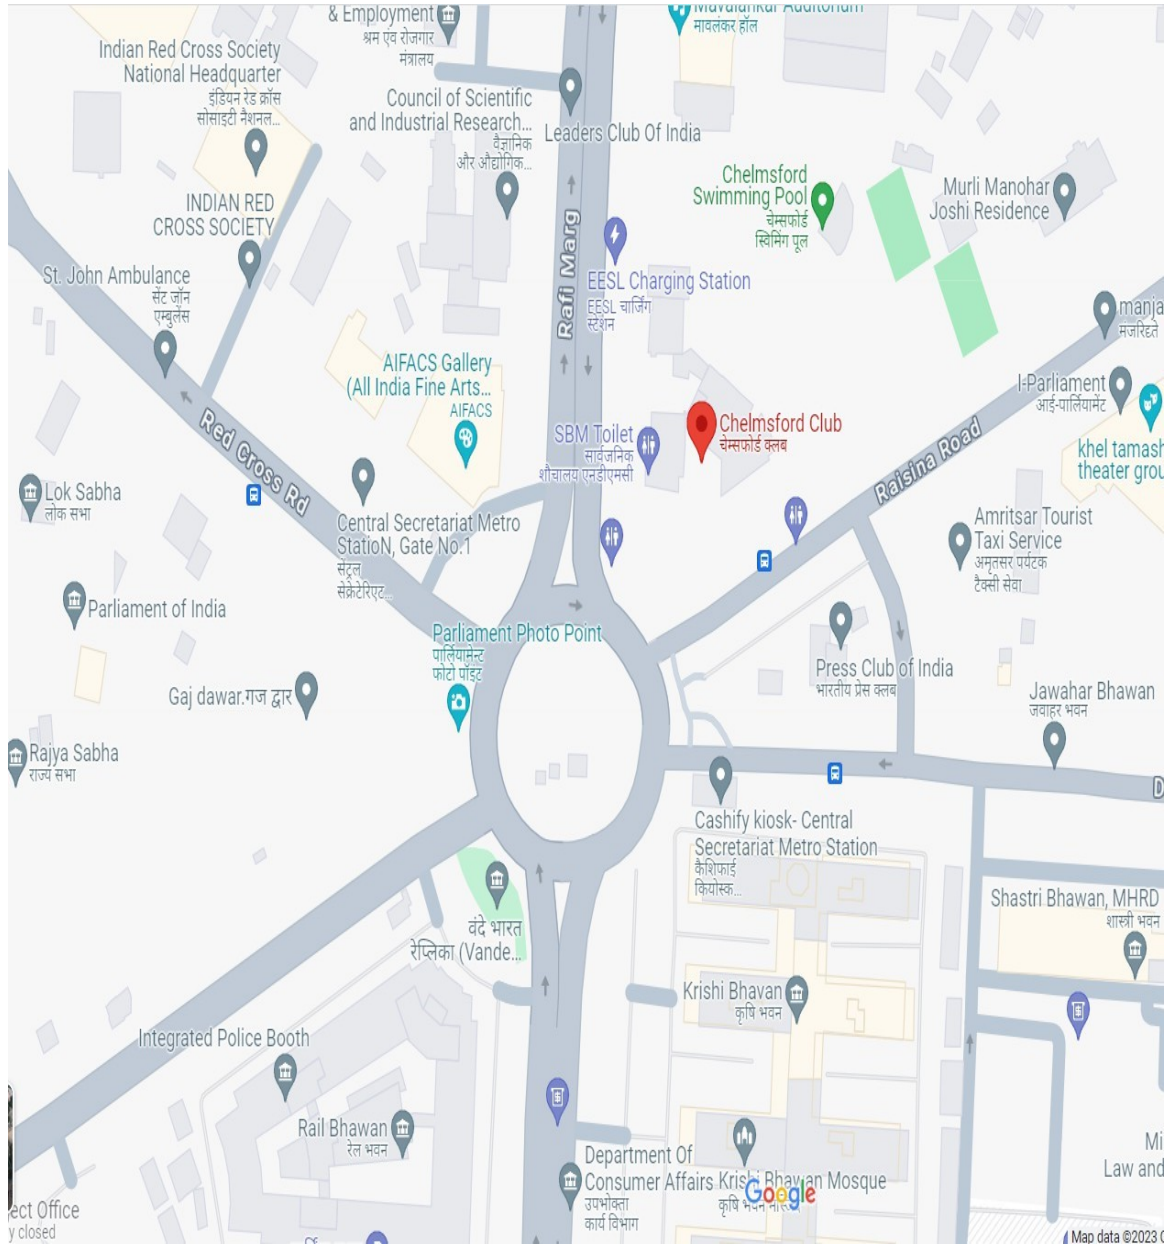 & Employment
श्रम एंव रोजगार
मंत्रालय
मावलंकर हॉल
Indian Red Cross Society
National Headquarter
इंडियन रेड क्रॉस
सोसाइटी नैशनल...
Council of Scientific
and Industrial Research...
वैज्ञानिक
और औद्योगिक...
Leaders Club Of India
Chelmsford
Swimming Pool
चेम्सफोर्ड
स्विमिंग पूल
Murli Manohar
Joshi Residence
INDIAN RED
CROSS SOCIETY
Rafi Marg
EESL Charging Station
EESL चार्जिंग
स्टेशन
St. John Ambulance
सेंट जॉन
एम्बुलेंस
manja
मजरिंदते
AIFACS Gallery
(All India Fine Arts...
AIFACS
I-Parliament
आई-पार्लियामेंट
Chelmsford Club
चेम्सफोर्ड क्लब
SBM Toilet
सार्वजनिक
शौचालय एनडीएमसी
Red Cross Rd
Raisina Road
khel tamash
theater grou
Lok Sabha
लोक सभा
Central Secretariat Metro
StatioN, Gate No.1
सेंट्रल
सेक्रेटेरिएट...
Amritsar Tourist
Taxi Service
अमृतसर पर्यटक
टैक्सी सेवा
Parliament of India
Parliament Photo Point
पार्लियामेन्ट
फोटो पॉइंट
Press Club of India
भारतीय प्रेस क्लब
Gaj dawar.गज द्वार
Jawahar Bhawan
जवाहर भवन
Rajya Sabha
राज्य सभा
D
Cashify kiosk- Central
Secretariat Metro Station
कैशिफाई
कियोस्क...
Shastri Bhawan, MHRD
शास्त्री भवन
वंदे भारत
रेप्लिका (Vande...
Krishi Bhavan
कृषि भवन
Integrated Police Booth
Rail Bhawan
रेल भवन
Department Of
Consumer Affairs
उपभोक्ता
कार्य विभाग
Krishi Bhavan Mosque
कृषि भवन
Google
Mi
Law and
ect Office
y closed
Map data ©2023